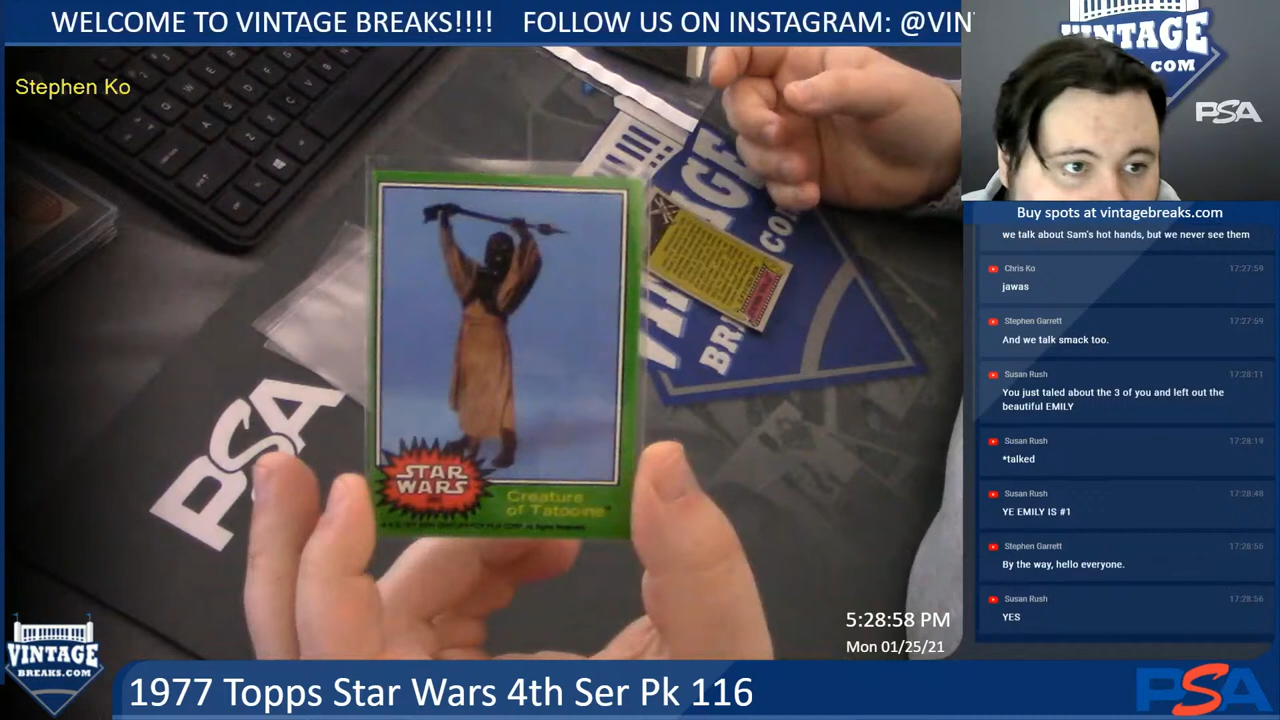 WELCOME TO VINTAGE BREAKS!!!! FOLLOW US ON INSTAGRAM: @VIN
VINTAGE
.COM
PSA
Stephen Ko
Buy spots at vintagebreaks.com
we talk about Sam's hot hands, but we never see them
Chris Ko 17:27:59
jawas
Stephen Garrett 17:27:59
And we talk smack too.
Susan Rush 17:28:11
You just taled about the 3 of you and left out the
beautiful EMILY
Susan Rush 17:28:19
*talked
Susan Rush 17:28:48
YE EMILY IS #1
Stephen Garrett 17:28:56
By the way, hello everyone.
Susan Rush 17:28:56
YES
PSA
STAR
WARS
Creature
of Tatooine
5:28:58 PM
Mon 01/25/21
VINTAGE
BREAKS.COM
1977 Topps Star Wars 4th Ser Pk 116
PSA